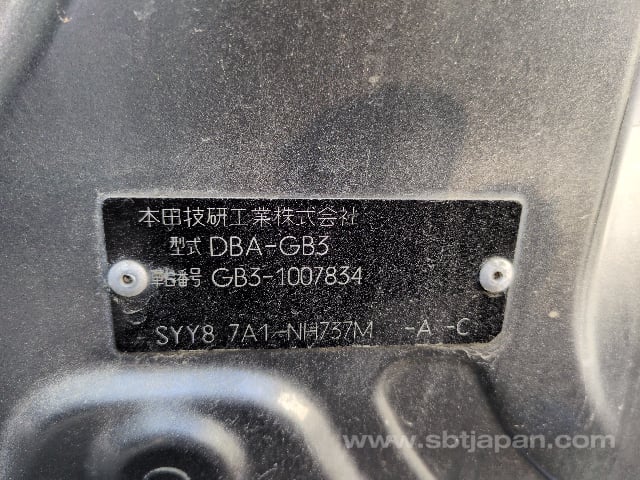 本田技研工業株式会社
型式 DBA-GB3
車台番号 GB3-1007834
SYY8 7A1-NH737M -A -C
www.sbtjapan.com